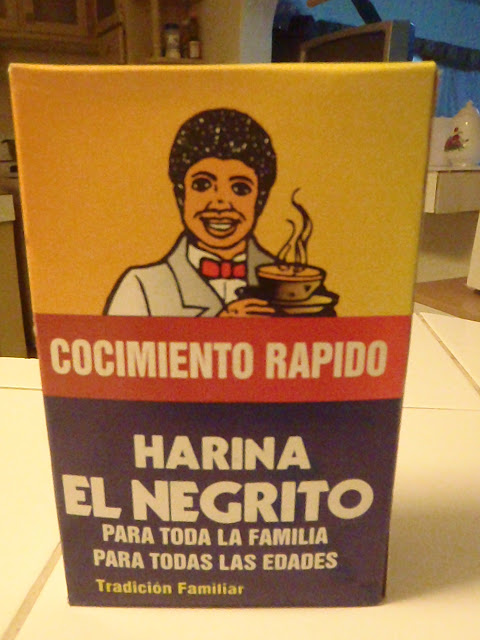 COCIMIENTO RAPIDO
HARINA
EL NEGRITO
PARA TODA LA FAMILIA
PARA TODAS LAS EDADES
Tradición Familiar